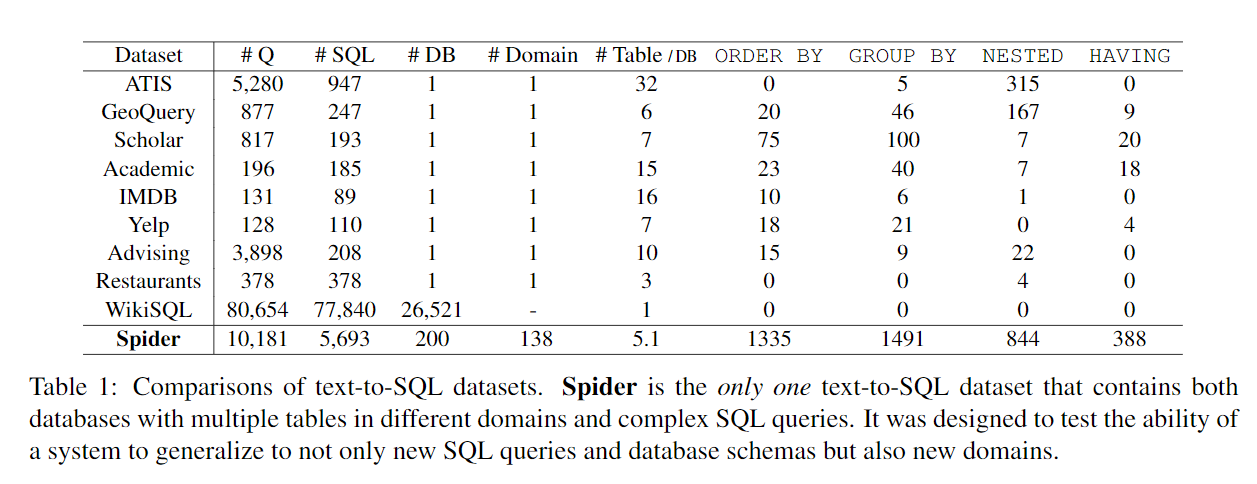 Dataset # Q # SQL # DB # Domain # Table / DB ORDER BY GROUP BY NESTED HAVING
ATIS 5,280 947 1 1 32 0 5 315 0
GeoQuery 877 247 1 1 6 20 46 167 9
Scholar 817 193 1 1 7 75 100 7 20
Academic 196 185 1 1 15 23 40 7 18
IMDB 131 89 1 1 16 10 6 1 0
Yelp 128 110 1 1 7 18 21 0 4
Advising 3,898 208 1 1 10 15 9 22 0
Restaurants 378 378 1 1 3 0 0 4 0
WikiSQL 80,654 77,840 26,521 - 1 0 0 0 0
Spider 10,181 5,693 200 138 5.1 1335 1491 844 388
Table 1: Comparisons of text-to-SQL datasets. Spider is the only one text-to-SQL dataset that contains both
databases with multiple tables in different domains and complex SQL queries. It was designed to test the ability of
a system to generalize to not only new SQL queries and database schemas but also new domains.